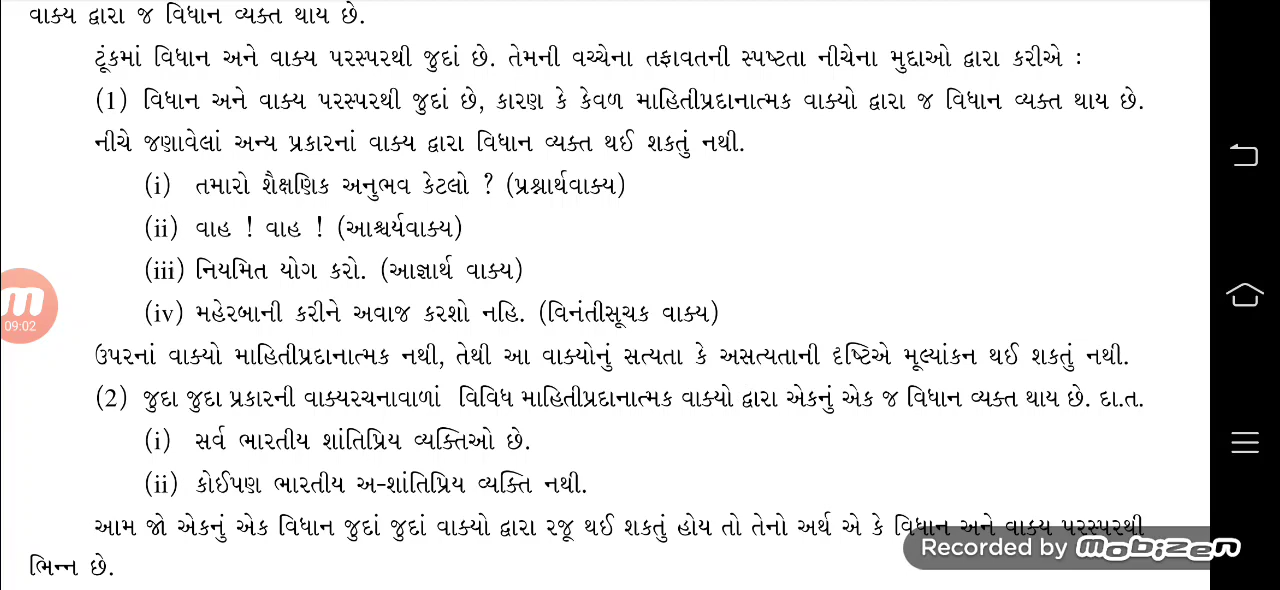 વાક્ય દ્વારા જ વિધાન વ્યક્ત થાય છે.
ટૂંકમાં વિધાન અને વાક્ય પરસ્પરથી જુદાં છે. તેમની વચ્ચેના તફાવતની સ્પષ્ટતા નીચેના મુદ્દાઓ દ્વારા કરીએ :
(1) વિધાન અને વાક્ય પરસ્પરથી જુદાં છે, કારણ કે કેવળ માહિતીપ્રદાનાત્મક વાક્યો દ્વારા જ વિધાન વ્યક્ત થાય છે.
નીચે જણાવેલાં અન્ય પ્રકારનાં વાક્ય દ્વારા વિધાન વ્યક્ત થઈ શકતું નથી.
(i) તમારો શૈક્ષણિક અનુભવ કેટલો ? (પ્રશ્નાર્થવાક્ય)
(ii) વાહ ! વાહ ! (આશ્ચર્યવાક્ય)
(iii) નિયમિત યોગ કરો. (આજ્ઞાર્થ વાક્ય)
(iv) મહેરબાની કરીને અવાજ કરશો નહિ. (વિનંતીસૂચક વાક્ય)
ઉપરનાં વાક્યો માહિતીપ્રદાનાત્મક નથી, તેથી આ વાક્યોનું સત્યતા કે અસત્યતાની દૃષ્ટિએ મૂલ્યાંકન થઈ શકતું નથી.
(2) જુદા જુદા પ્રકારની વાક્યરચનાવાળાં વિવિધ માહિતીપ્રદાનાત્મક વાક્યો દ્વારા એકનું એક જ વિધાન વ્યક્ત થાય છે. દા.ત.
(i) સર્વ ભારતીય શાંતિપ્રિય વ્યક્તિઓ છે.
(ii) કોઈપણ ભારતીય અ-શાંતિપ્રિય વ્યક્તિ નથી.
આમ જો એકનું એક વિધાન જુદાં જુદાં વાક્યો દ્વારા રજૂ થઈ શકતું હોય તો તેનો અર્થ એ કે વિધાન અને વાક્ય પરસ્પરથી
ભિન્ન છે.
09:02
Recorded by mobizen